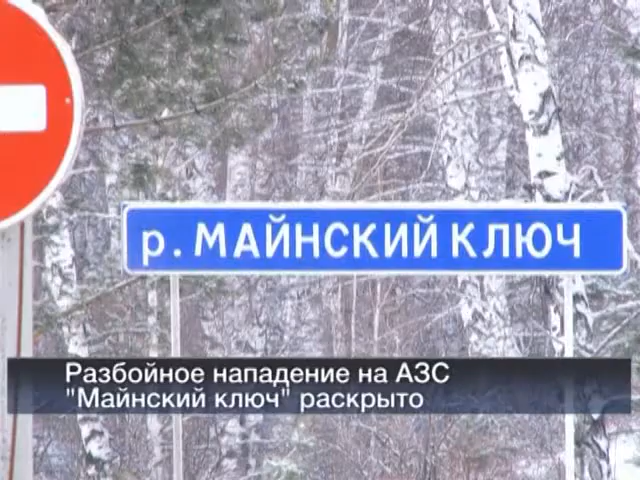 р. МАЙНСКИЙ КЛЮЧ
Разбойное нападение на АЗС
"Майнский ключ" раскрыто